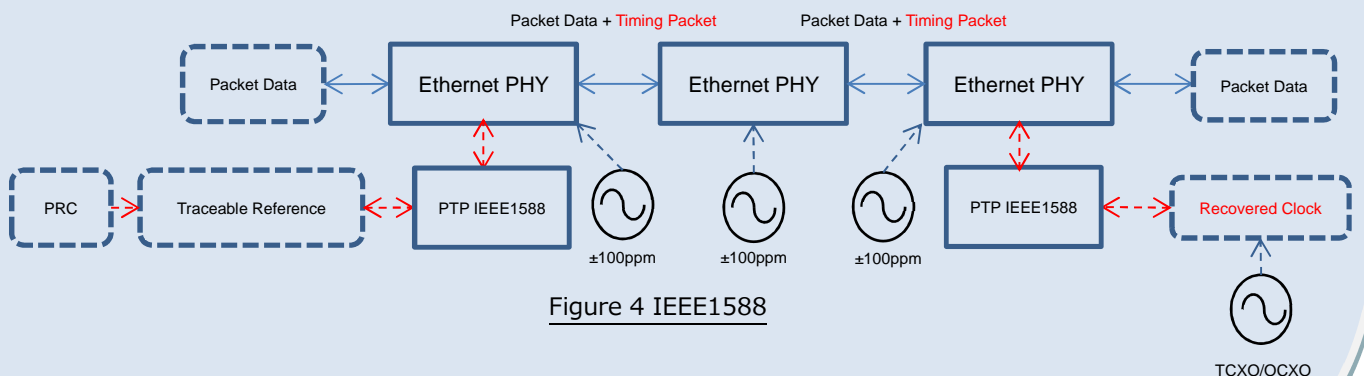 Packet Data + Timing Packet
Packet Data + Timing Packet
Packet Data
Ethernet PHY
Ethernet PHY
Ethernet PHY
Packet Data
PRC
Traceable Reference
PTP IEEE1588
PTP IEEE1588
Recovered Clock
±100ppm
±100ppm
±100ppm
Figure 4 IEEE1588
TCXO/OCXO